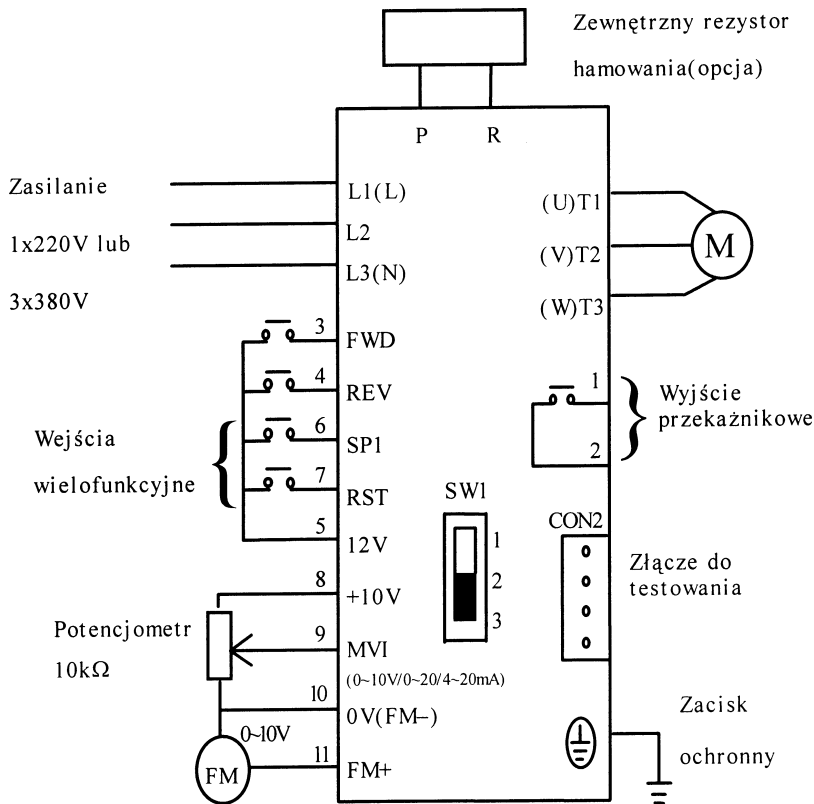 Zewnętrzny rezystor
hamowania(opcja)
P R
Zasilanie
1x220V lub
3x380V
L1(L)
L2
L3(N)
(U)T1
(V)T2
(W)T3
M
3 FWD
4 REV
6 SP1
7 RST
5 12V
Wejścia
wielofunkcyjne
1
2
Wyjście
przekaźnikowe
SW1
1
2
3
CON2
Złącze do
testowania
8 +10V
9 MVI
(0~10V/0~20/4~20mA)
10 0V(FM–)
11 FM+
Potencjometr
10kΩ
0~10V
FM
Zacisk
ochronny